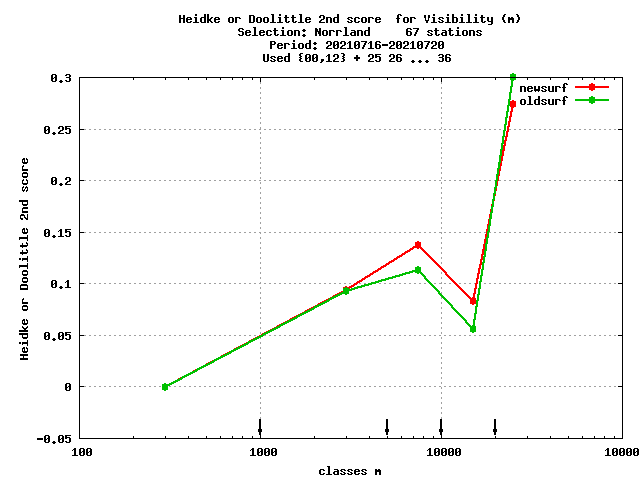 Heidke or Doolittle 2nd score  for Visibility (m)
Selection: Norrland     67 stations
Period: 20210716-20210720
Used {00,12} + 25 26 ... 36
newsurf
oldsurf
Heidke or Doolittle 2nd score
0.3
0.25
0.2
0.15
0.1
0.05
0
-0.05
100 1000 10000 10000
classes m